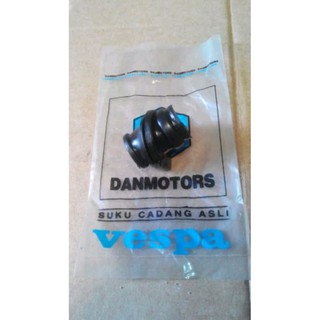 DANMOTORS
SUKU CADANG ASLI
vespa